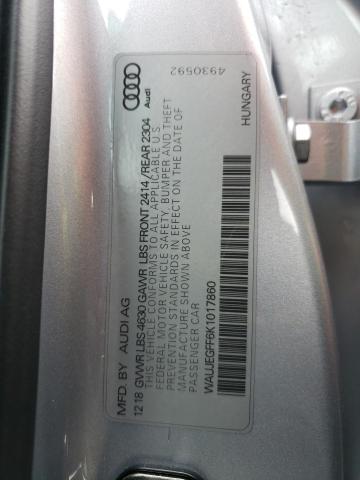 4930592
Audi
HUNGARY
MFD. BY AUDI AG
12 18 GVWR LBS 4630 GAWR LBS FRONT 2414 / REAR 2304
THIS VEHICLE CONFORMS TO ALL APPLICABLE U S
FEDERAL MOTOR VEHICLE SAFETY, BUMPER AND THEFT
PREVENTION STANDARDS IN EFFECT ON THE DATE OF
MANUFACTURE SHOWN ABOVE
PASSENGER CAR
WAUJEGFF6K1017860